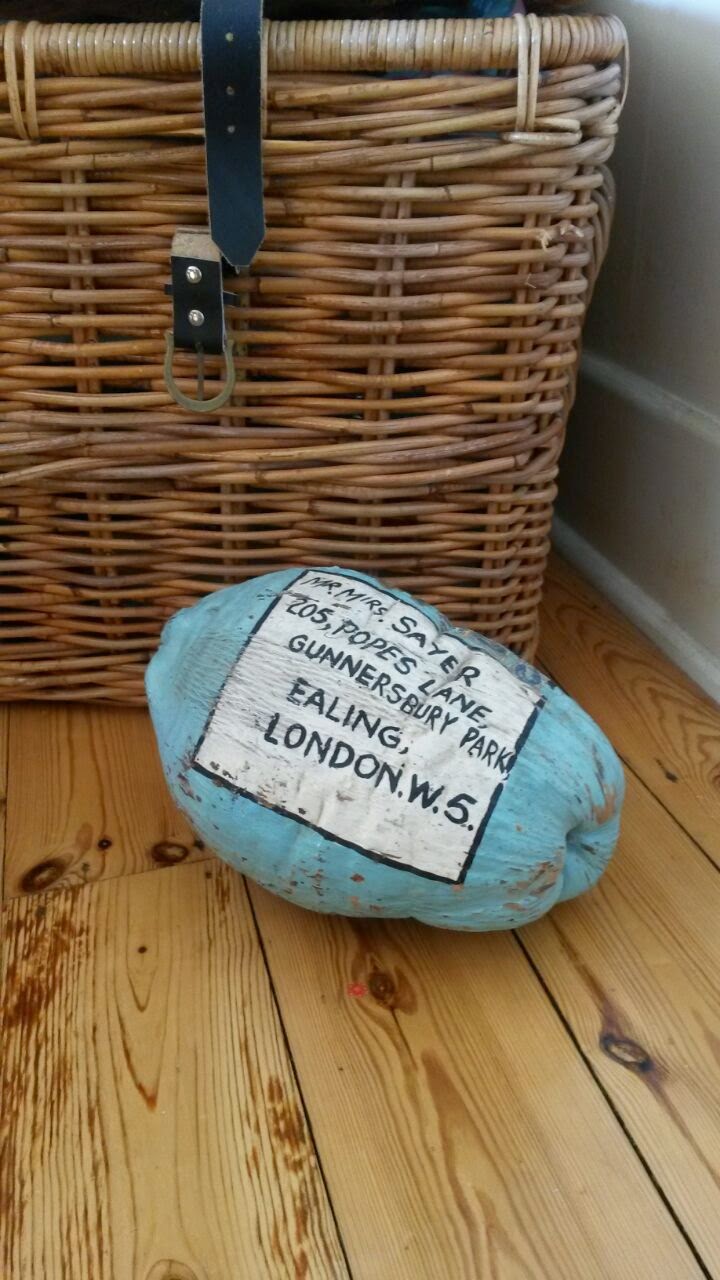 MR. MRS. SAYER
205, POPES LANE,
GUNNERSBURY PARK,
EALING,
LONDON. W. 5.